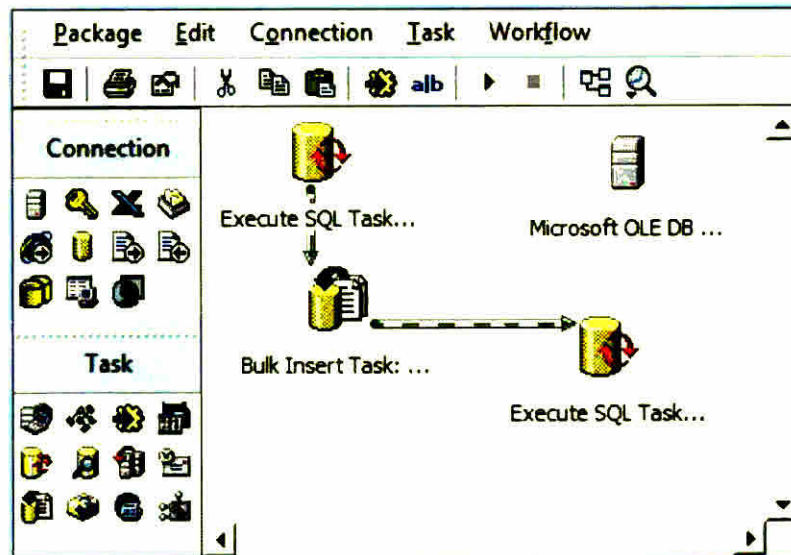 Package Edit Connection Task Workflow
a|b
Connection
Execute SQL Task...
Microsoft OLE DB ...
Bulk Insert Task: ...
Task
Execute SQL Task...